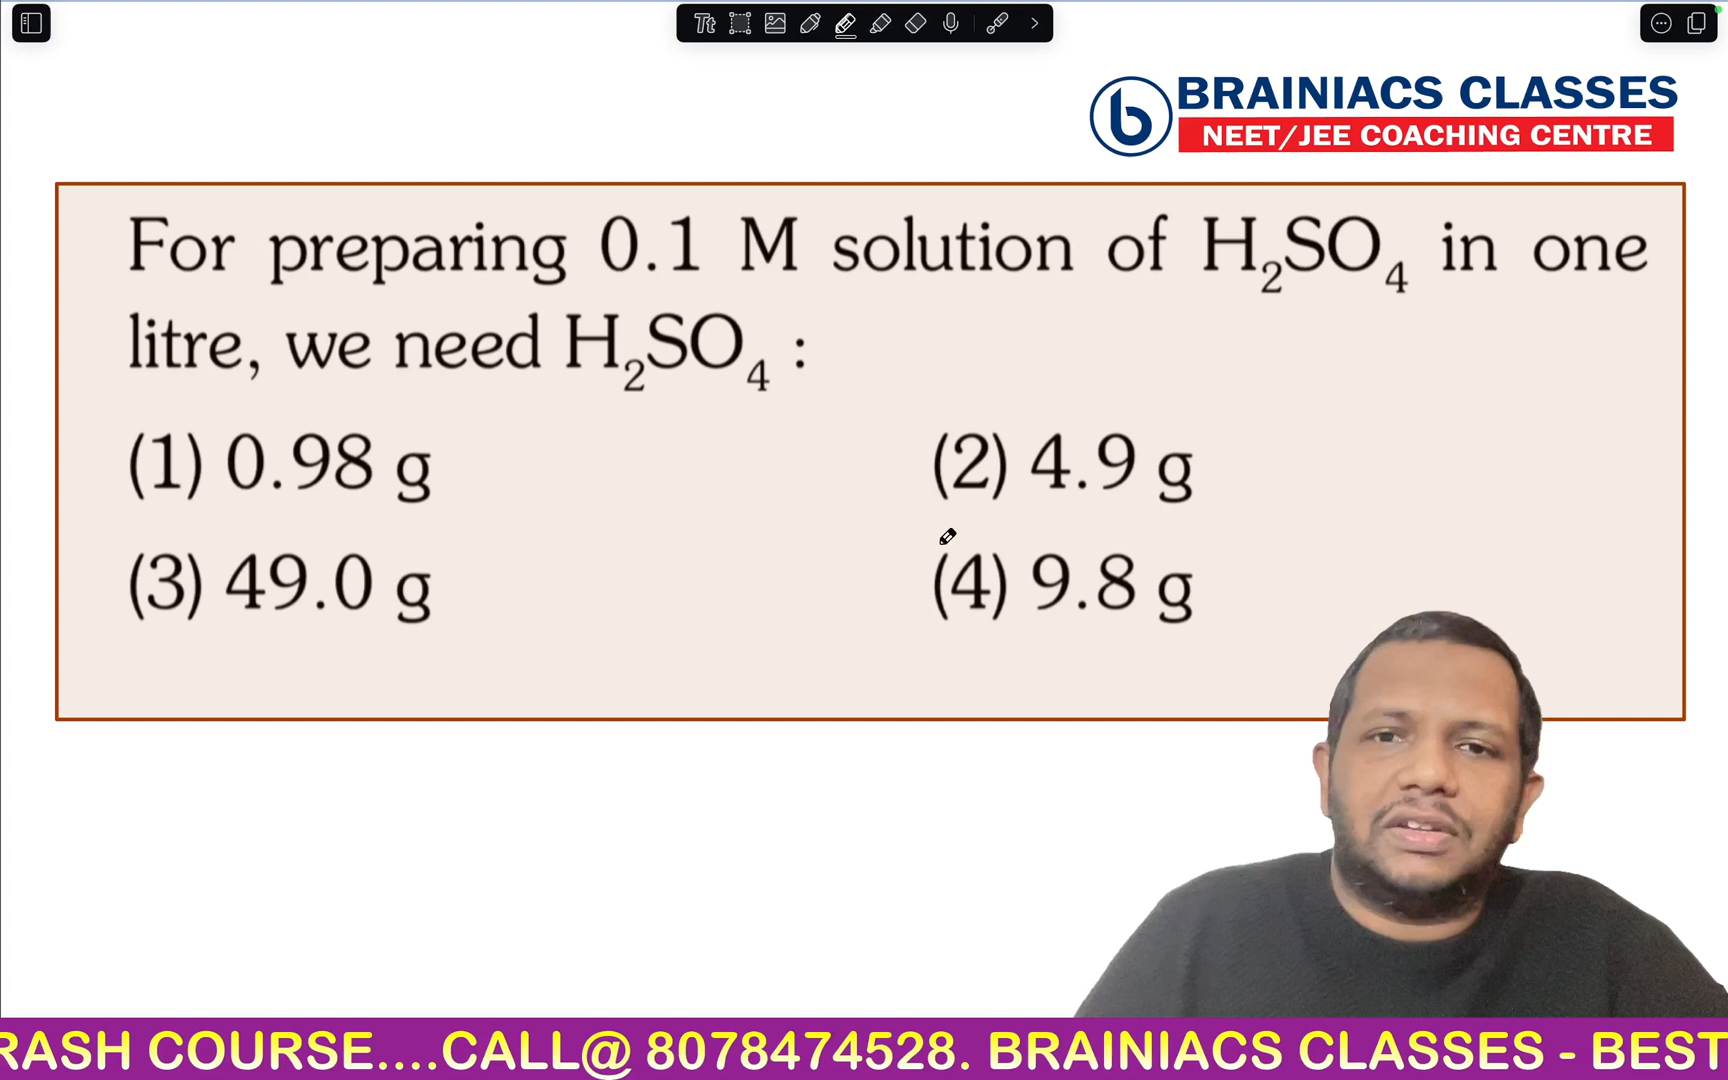 Tt
BRAINIACS CLASSES
b
NEET/JEE COACHING CENTRE
For preparing 0.1 M solution of H₂SO₄ in one
litre, we need H₂SO₄ :
(1) 0.98 g (2) 4.9 g
(3) 49.0 g (4) 9.8 g
RASH COURSE....CALL@ 8078474528. BRAINIACS CLASSES - BEST